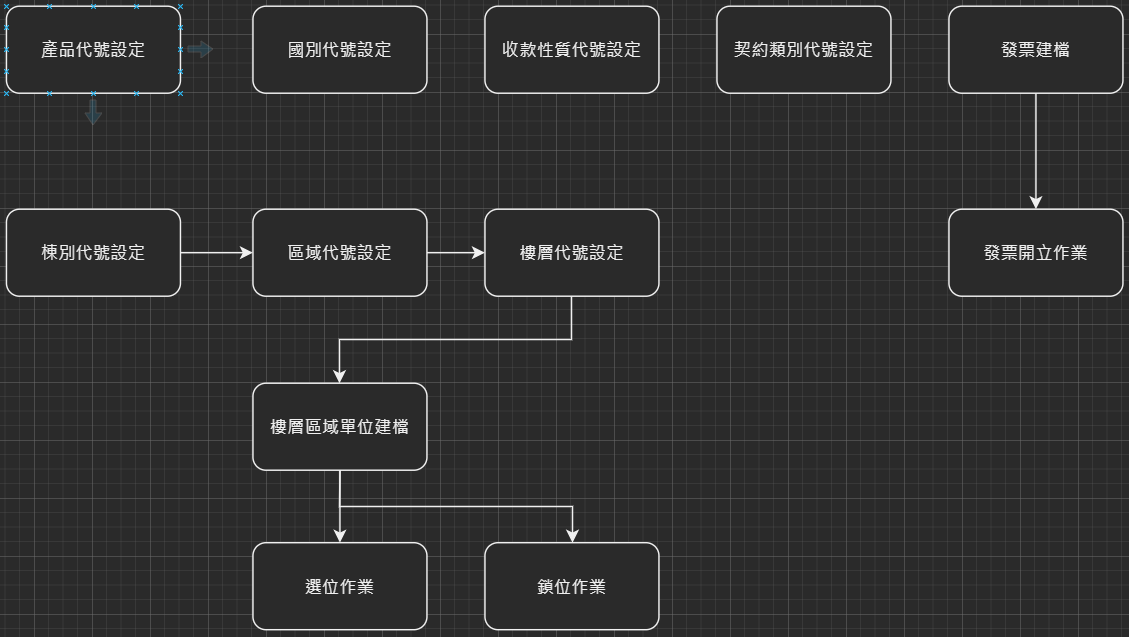 產品代號設定
國別代號設定
收款性質代號設定
契約類別代號設定
發票建檔
棟別代號設定
區域代號設定
樓層代號設定
發票開立作業
樓層區域單位建檔
選位作業
鎖位作業